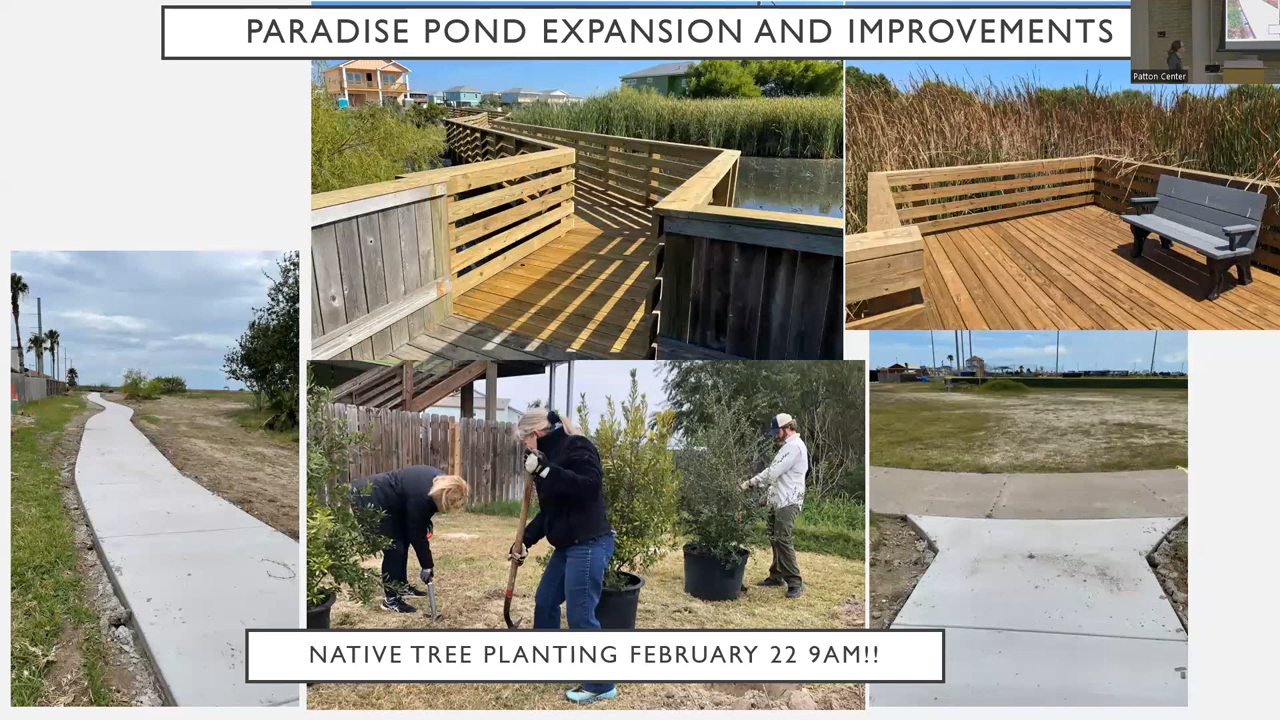 PARADISE POND EXPANSION AND IMPROVEMENTS
Patton Center
NATIVE TREE PLANTING FEBRUARY 22 9AM!!